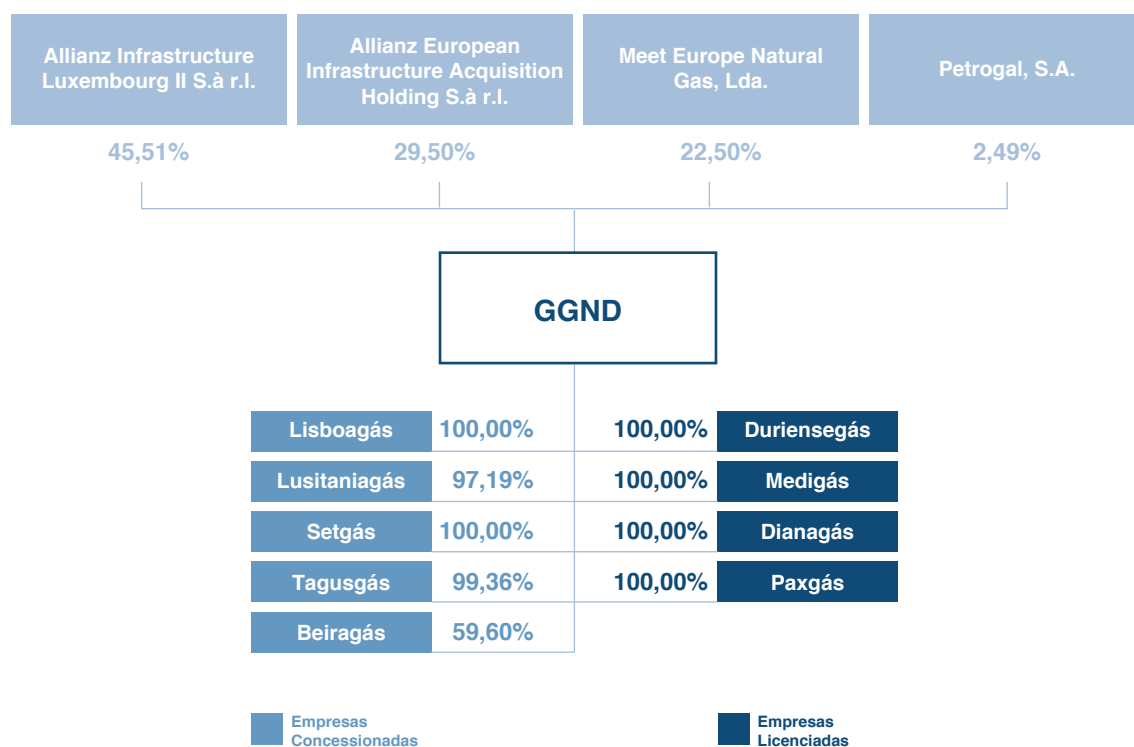 Allianz Infrastructure
Luxembourg II S.à r.l.
Allianz European
Infrastructure Acquisition
Holding S.à r.l.
Meet Europe Natural
Gas, Lda.
Petrogal, S.A.
45,51%
29,50%
22,50%
2,49%
GGND
Lisboagás 100,00%
100,00% Duriensegás
Lusitaniagás 97,19%
100,00% Medigás
Setgás 100,00%
100,00% Dianagás
Tagusgás 99,36%
100,00% Paxgás
Beiragás 59,60%
Empresas
Concessionadas
Empresas
Licenciadas